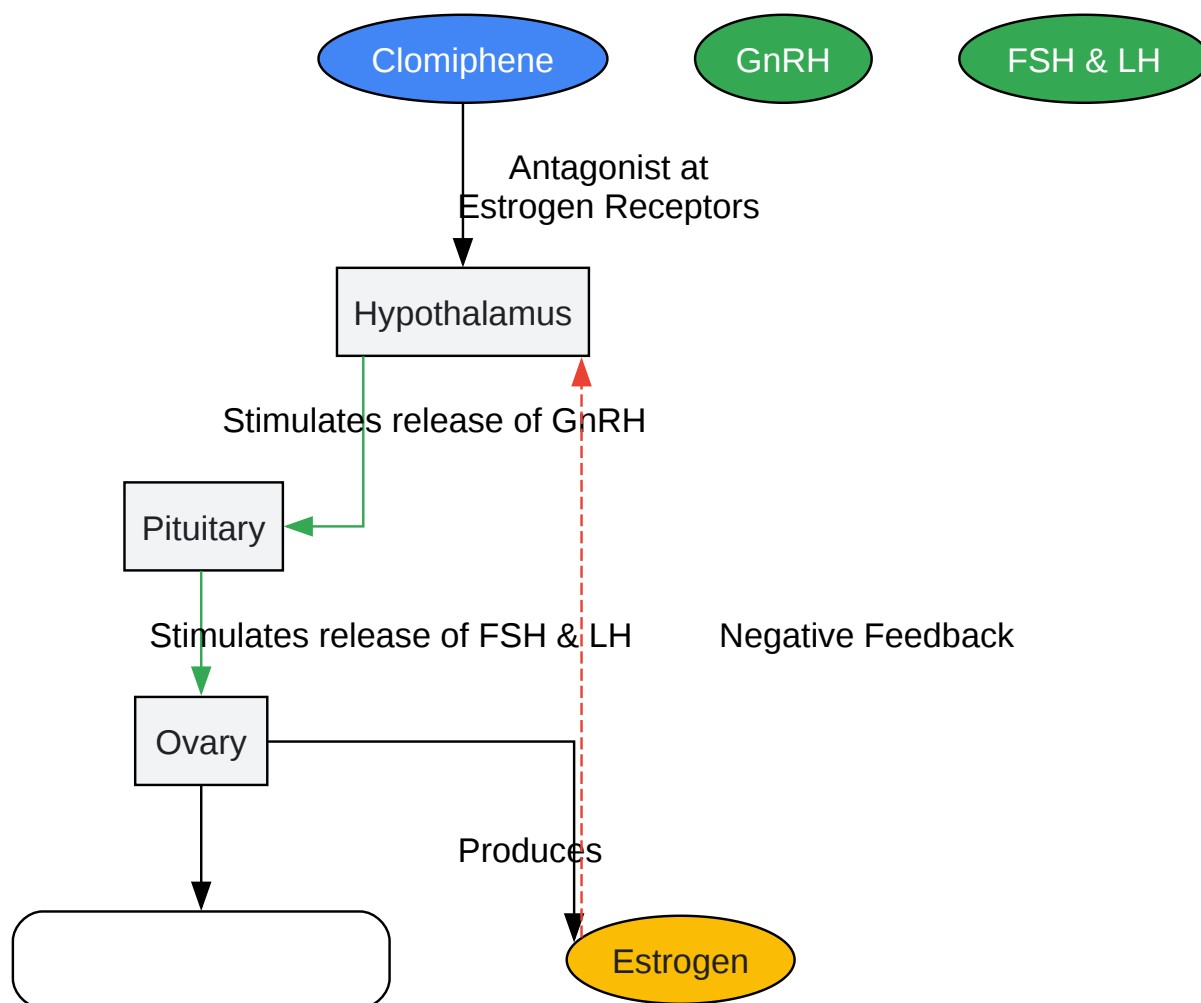 Clomiphene
GnRH
FSH & LH
Antagonist at
Estrogen Receptors
Hypothalamus
Stimulates release of GnRH
Pituitary
Stimulates release of FSH & LH
Negative Feedback
Ovary
Produces
Estrogen